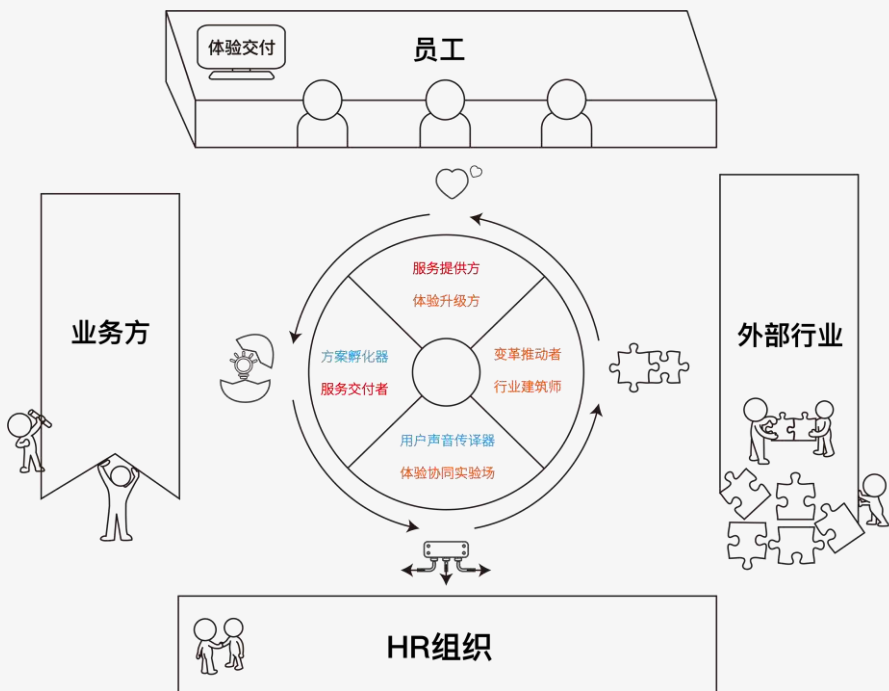 体验交付
员工
服务提供方
体验升级方
业务方
方案孵化器
服务交付者
变革推动者
行业建筑师
外部行业
用户声音传译器
体验协同实验场
HR组织